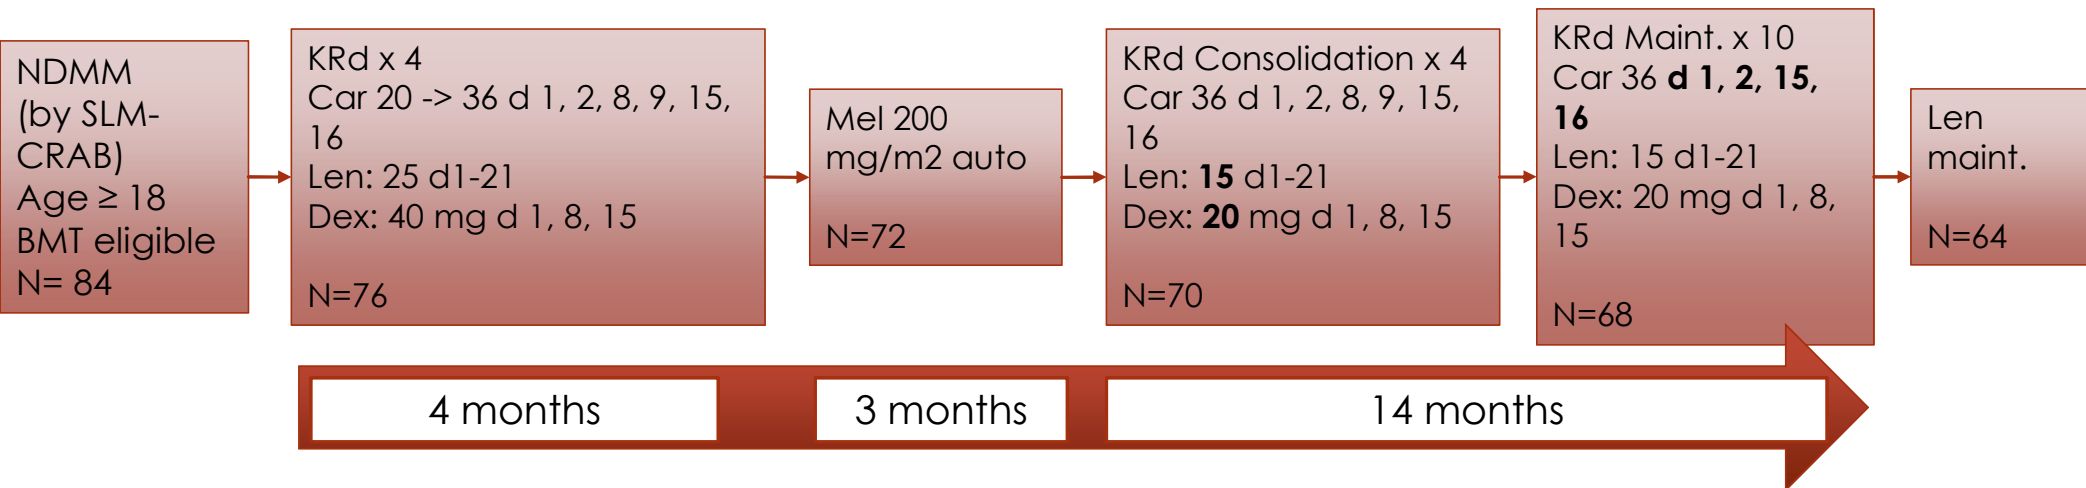 NDMM
(by SLM-
CRAB)
Age ≥ 18
BMT eligible
N= 84
KRd x 4
Car 20 -> 36 d 1, 2, 8, 9, 15,
16
Len: 25 d1-21
Dex: 40 mg d 1, 8, 15
N=76
Mel 200
mg/m2 auto
N=72
KRd Consolidation x 4
Car 36 d 1, 2, 8, 9, 15,
16
Len: 15 d1-21
Dex: 20 mg d 1, 8, 15
N=70
KRd Maint. x 10
Car 36 d 1, 2, 15,
16
Len: 15 d1-21
Dex: 20 mg d 1, 8,
15
N=68
Len
maint.
N=64
4 months
3 months
14 months